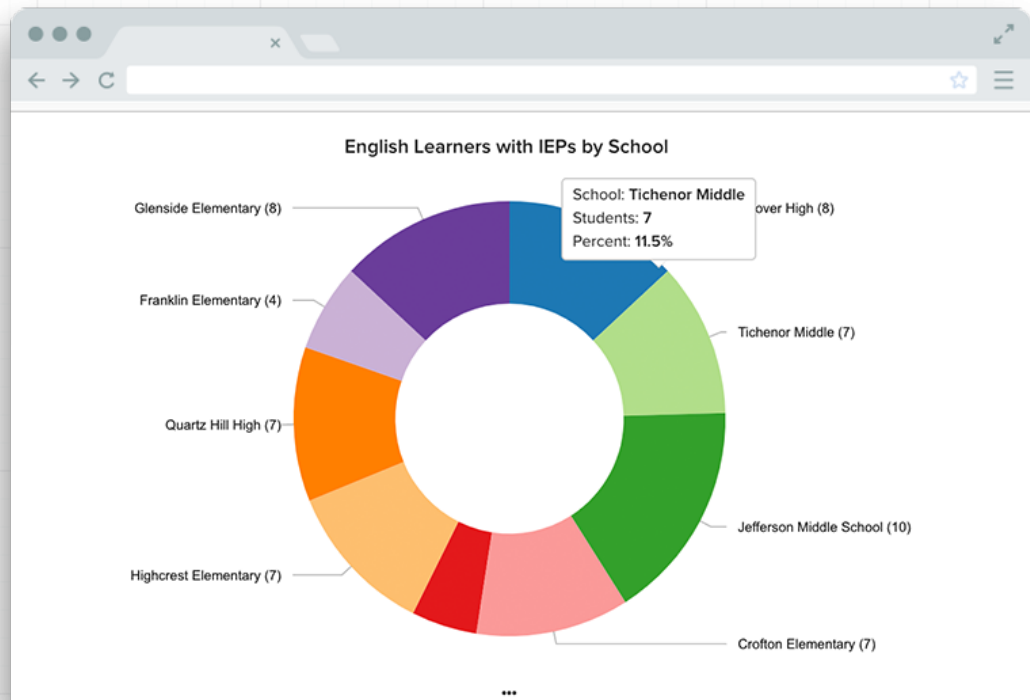 English Learners with IEPs by School
School: Tichenor Middle
Students: 7
Percent: 11.5%
Glenside Elementary (8)
over High (8)
Franklin Elementary (4)
Tichenor Middle (7)
Quartz Hill High (7)
Jefferson Middle School (10)
Highcrest Elementary (7)
Crofton Elementary (7)
...